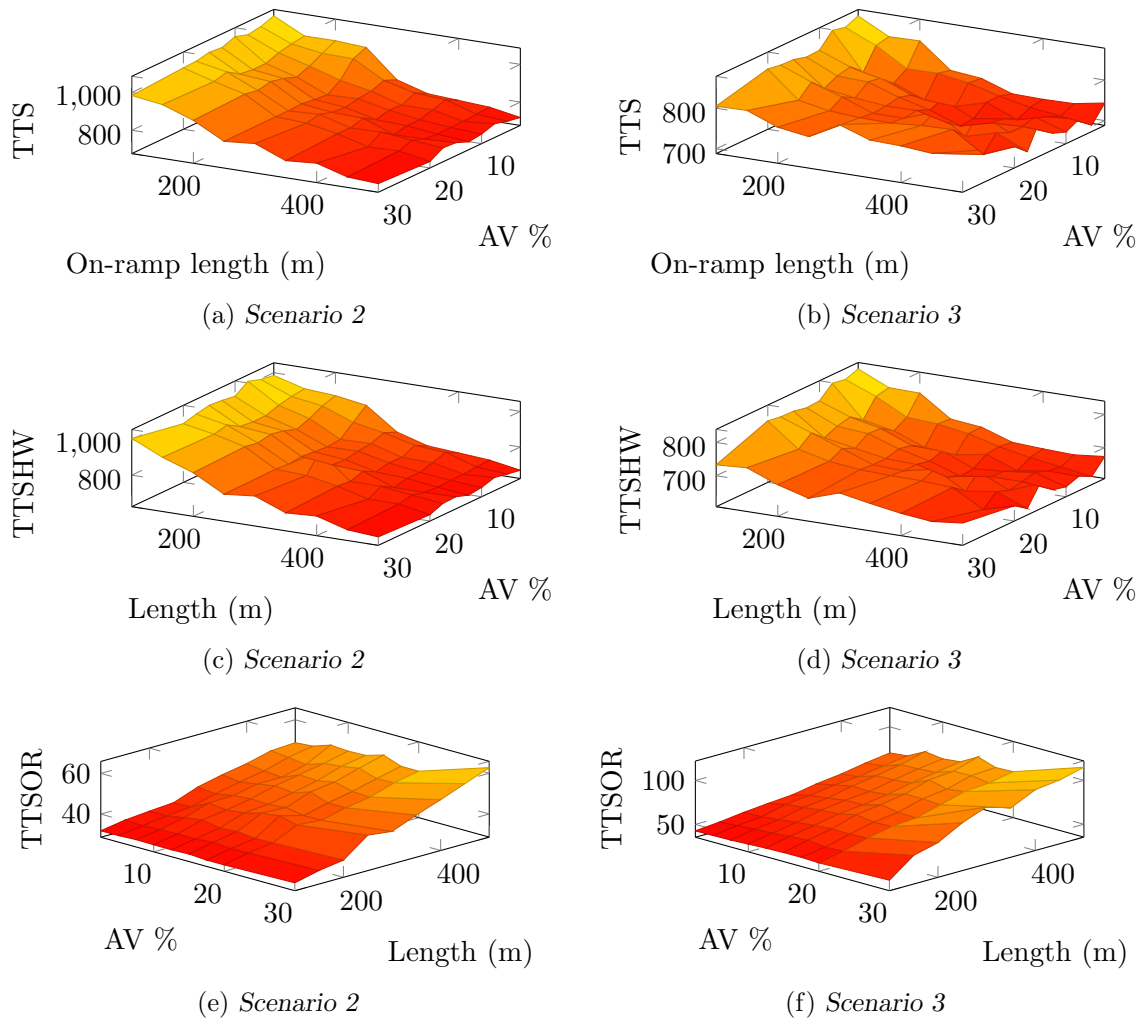 1,000
800
TTS
200
400
10
20
30
On-ramp length (m)
AV %
(a) Scenario 2
800
700
TTS
200
400
10
20
30
On-ramp length (m)
AV %
(b) Scenario 3
1,000
800
TTSHW
200
400
10
20
30
Length (m)
AV %
(c) Scenario 2
800
700
TTSHW
200
400
10
20
30
Length (m)
AV %
(d) Scenario 3
60
40
TTSOR
10
20
30
200
400
AV %
Length (m)
(e) Scenario 2
100
50
TTSOR
10
20
30
200
400
AV %
Length (m)
(f) Scenario 3